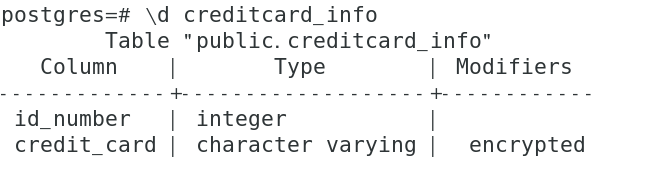 postgres=# \d creditcard_info
Table "public.creditcard_info"
Column | Type | Modifiers
-------------+-------------------+------------
id_number | integer |
credit_card | character varying | encrypted